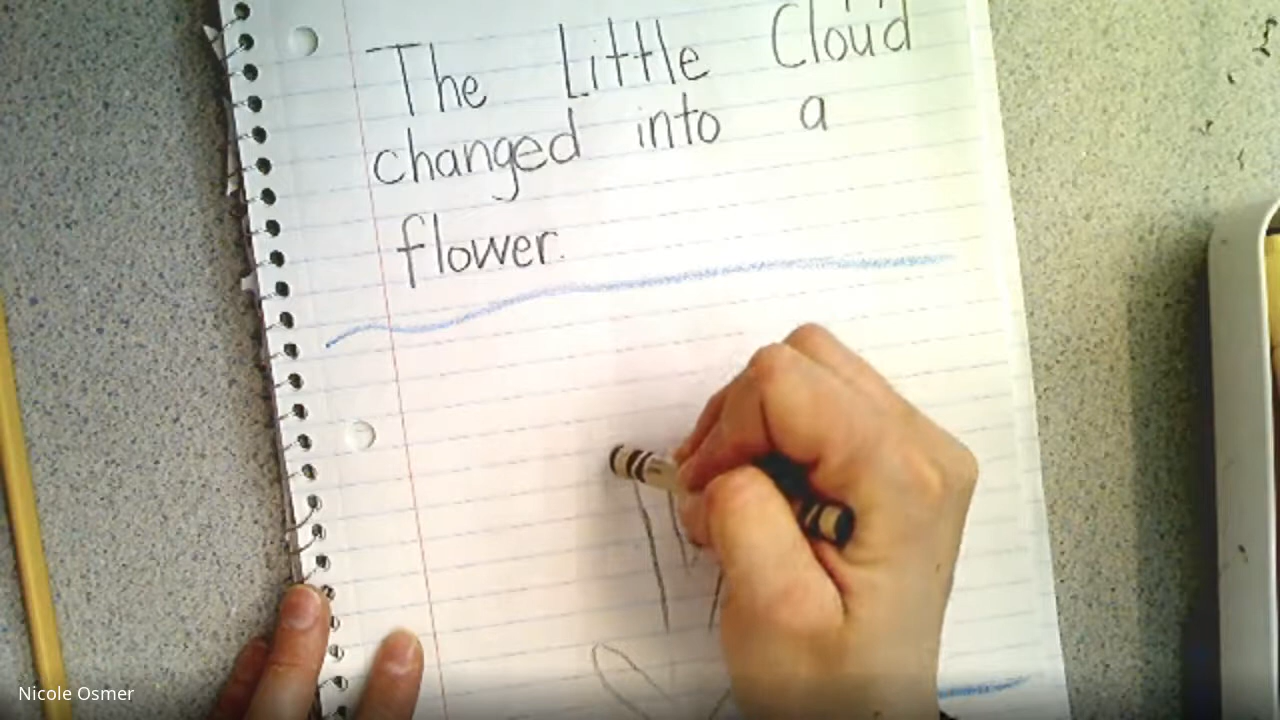 The Little Cloud
changed into a
flower.
Nicole Osmer